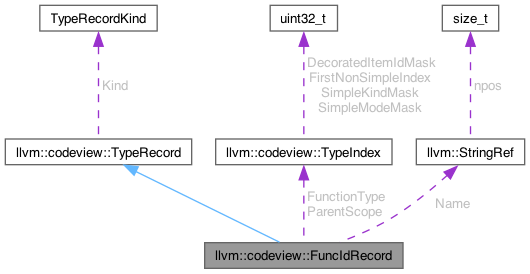 TypeRecordKind
uint32_t
size_t
DecoratedItemIdMask
FirstNonSimpleIndex
SimpleKindMask
SimpleModeMask
Kind
npos
llvm::codeview::TypeRecord
llvm::codeview::TypeIndex
llvm::StringRef
FunctionType
ParentScope
Name
llvm::codeview::FuncIdRecord